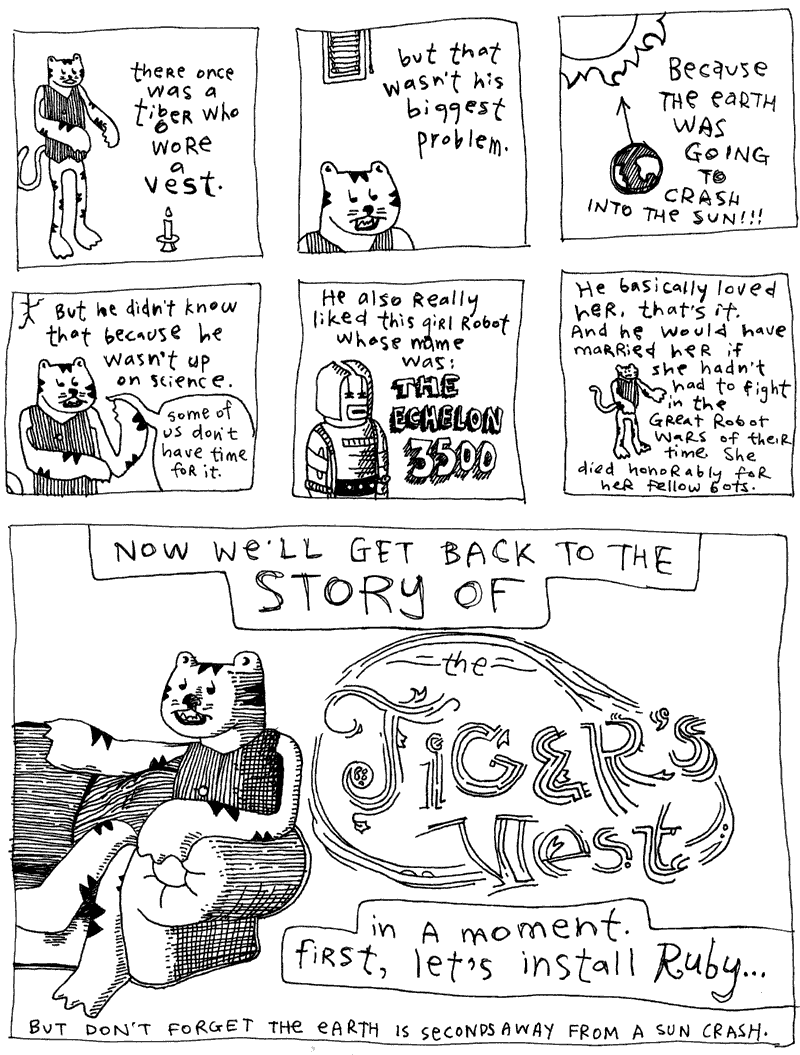 there once
was a
tigER who
woRe
a
vest.
but that
wasn't his
biggest
problem.
Because
THE eaRTH
WAS
GoING
TO
CRASH
INTO THE SUN!!!
But he didn't know
that because he
wasn't up
on science.
some of
us don't
have time
foR it.
He also Really
liked this giRl Robot
whose name
was:
THE
ECHELON
3500
He basically loved
heR, that's it.
And he would have
maRRied heR if
she hadn't
had to fight
in the
GReat Robot
waRs of theiR
time. She
died honoRably foR
heR fellow bots.
NOW We'LL GET BACK TO THE
STORY OF
the
TiGER's
Vest
in A moment.
fiRSt, let's install Ruby...
BUT DON'T FORGET THE eARTH IS SeCONDS AWAY FROM A SUN CRASH.